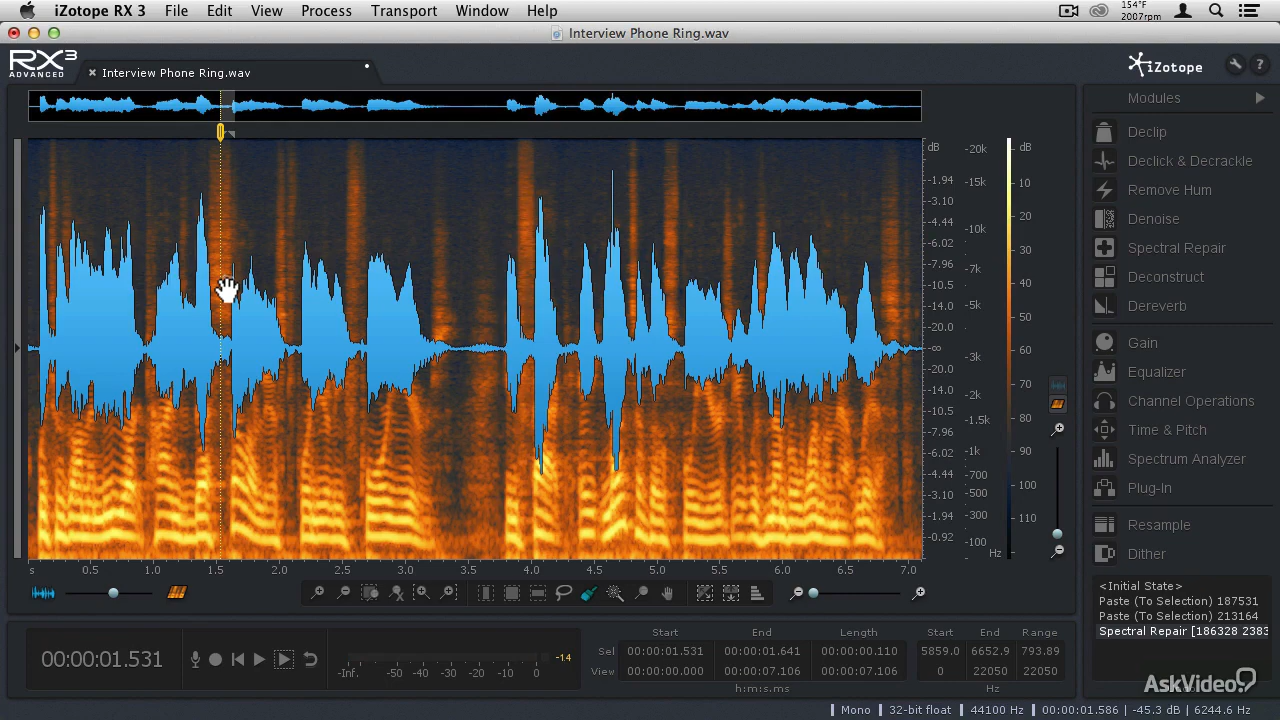 iZotope RX 3 File Edit View Process Transport Window Help
154°F
2007rpm
Interview Phone Ring.wav
RX3
ADVANCED
Interview Phone Ring.wav
iZotope
?
Modules
Declip
Declick & Decrackle
Remove Hum
Denoise
Spectral Repair
Deconstruct
Dereverb
Gain
Equalizer
Channel Operations
Time & Pitch
Spectrum Analyzer
Plug-In
Resample
Dither
dB
-1.94
-3.10
-4.44
-6.02
-7.96
-10.5
-14.0
-20.0
-∞
-20.0
-14.0
-10.5
-7.96
-6.02
-4.44
-3.10
-1.94
-0.92
-20k
-15k
-10k
-7k
-5k
-3k
-2k
-1.5k
-1k
-700
-500
-300
-100
Hz
dB
10
20
30
40
50
60
70
80
90
100
110
s 0.5 1.0 1.5 2.0 2.5 3.0 3.5 4.0 4.5 5.0 5.5 6.0 6.5 7.0
<Initial State>
Paste (To Selection) 187531
Paste (To Selection) 213164
Spectral Repair [186328 2383
00:00:01.531
-Inf. -50 -40 -30 -20 -10 0
-1.4
Start End Length Start End Range
Sel 00:00:01.531 00:00:01.641 00:00:00.110 5859.0 6652.9 793.89
View 00:00:00.000 00:00:07.106 00:00:07.106 0 22050 22050
h:m:s.ms Hz
AskVideo
Mono 32-bit float 44100 Hz 00:00:01.586 -45.3 dB 6244.6 Hz